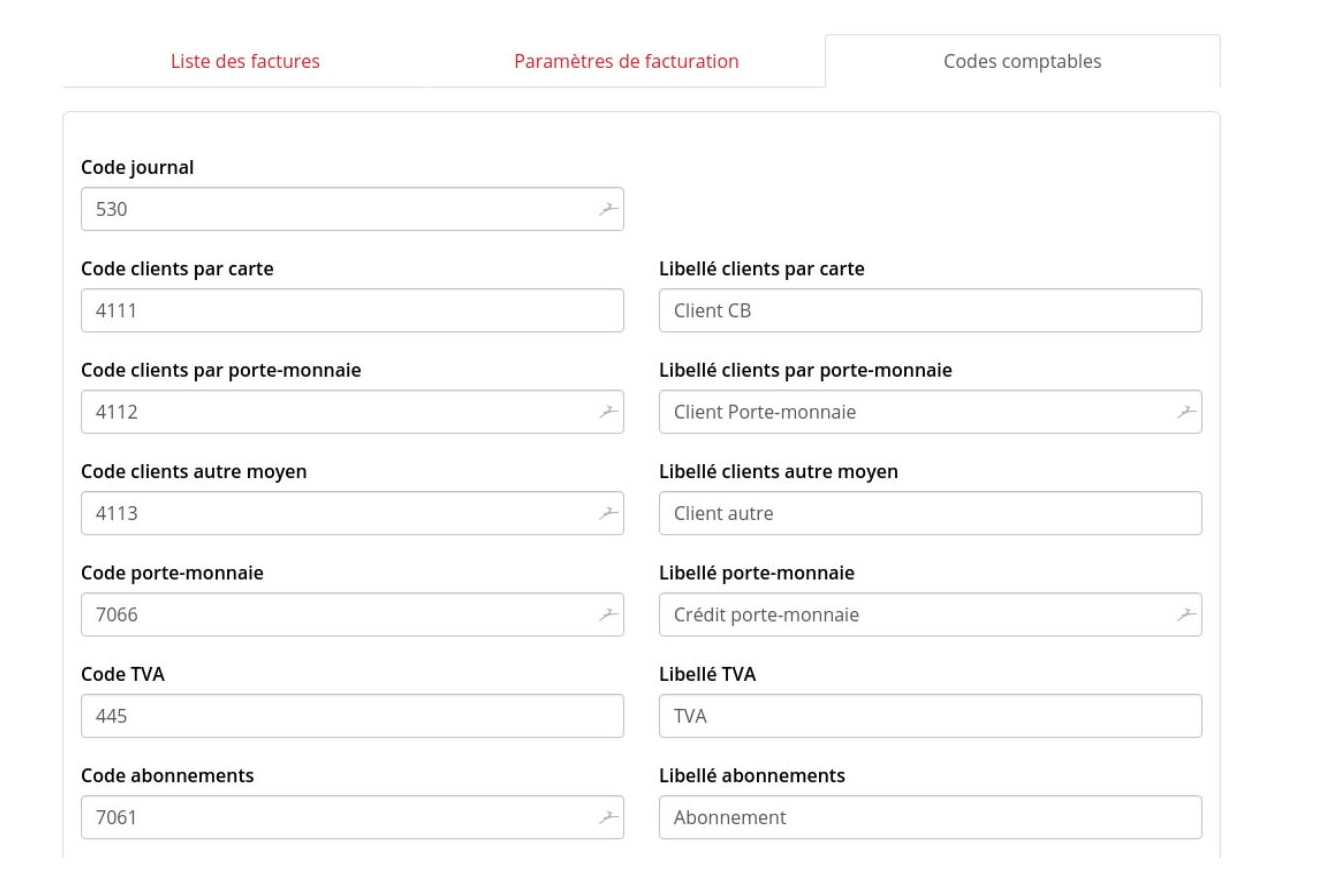 Liste des factures Paramètres de facturation Codes comptables
Code journal
530
Code clients par carte Libellé clients par carte
4111 Client CB
Code clients par porte-monnaie Libellé clients par porte-monnaie
4112 Client Porte-monnaie
Code clients autre moyen Libellé clients autre moyen
4113 Client autre
Code porte-monnaie Libellé porte-monnaie
7066 Crédit porte-monnaie
Code TVA Libellé TVA
445 TVA
Code abonnements Libellé abonnements
7061 Abonnement